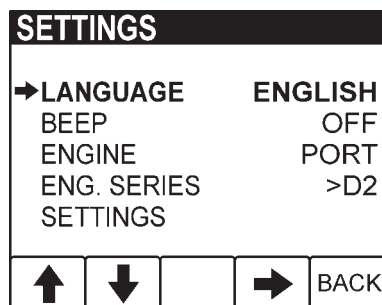 SETTINGS
LANGUAGE ENGLISH
BEEP OFF
ENGINE PORT
ENG. SERIES >D2
SETTINGS
BACK